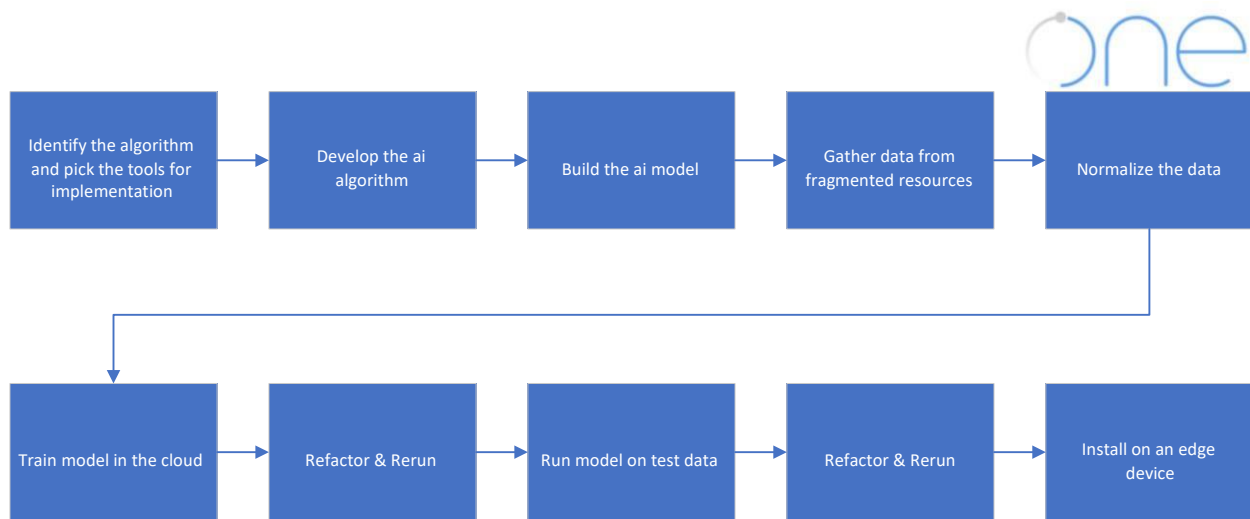 one
Identify the algorithm
and pick the tools for
implementation
Develop the ai
algorithm
Build the ai model
Gather data from
fragmented resources
Normalize the data
Train model in the cloud
Refactor & Rerun
Run model on test data
Refactor & Rerun
Install on an edge
device